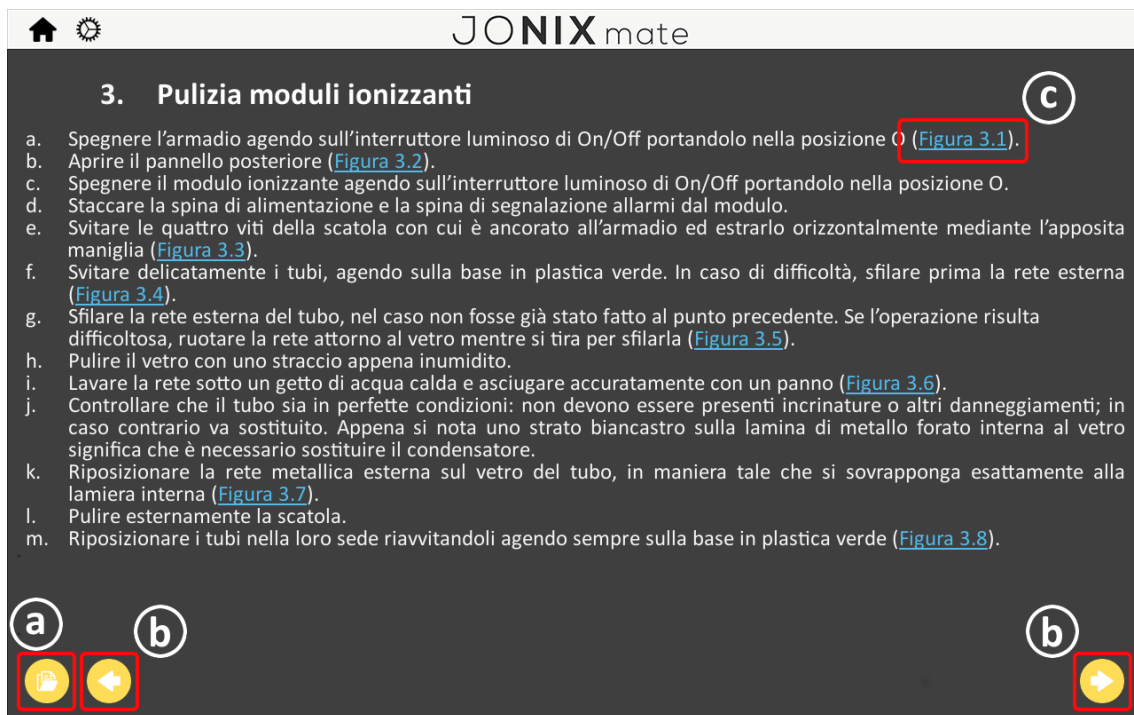 JONIX mate
3. Pulizia moduli ionizzanti
c
a. Spegnere l’armadio agendo sull’interruttore luminoso di On/Off portandolo nella posizione O (Figura 3.1).
b. Aprire il pannello posteriore (Figura 3.2).
c. Spegnere il modulo ionizzante agendo sull’interruttore luminoso di On/Off portandolo nella posizione O.
d. Staccare la spina di alimentazione e la spina di segnalazione allarmi dal modulo.
e. Svitare le quattro viti della scatola con cui è ancorato all’armadio ed estrarlo orizzontalmente mediante l’apposita
maniglia (Figura 3.3).
f. Svitare delicatamente i tubi, agendo sulla base in plastica verde. In caso di difficoltà, sfilare prima la rete esterna
(Figura 3.4).
g. Sfilare la rete esterna del tubo, nel caso non fosse già stato fatto al punto precedente. Se l’operazione risulta
difficoltosa, ruotare la rete attorno al vetro mentre si tira per sfilarla (Figura 3.5).
h. Pulire il vetro con uno straccio appena inumidito.
i. Lavare la rete sotto un getto di acqua calda e asciugare accuratamente con un panno (Figura 3.6).
j. Controllare che il tubo sia in perfette condizioni: non devono essere presenti incrinature o altri danneggiamenti; in
caso contrario va sostituito. Appena si nota uno strato biancastro sulla lamina di metallo forato interna al vetro
significa che è necessario sostituire il condensatore.
k. Riposizionare la rete metallica esterna sul vetro del tubo, in maniera tale che si sovrapponga esattamente alla
lamiera interna (Figura 3.7).
l. Pulire esternamente la scatola.
m. Riposizionare i tubi nella loro sede riavvitandoli agendo sempre sulla base in plastica verde (Figura 3.8).
a b b